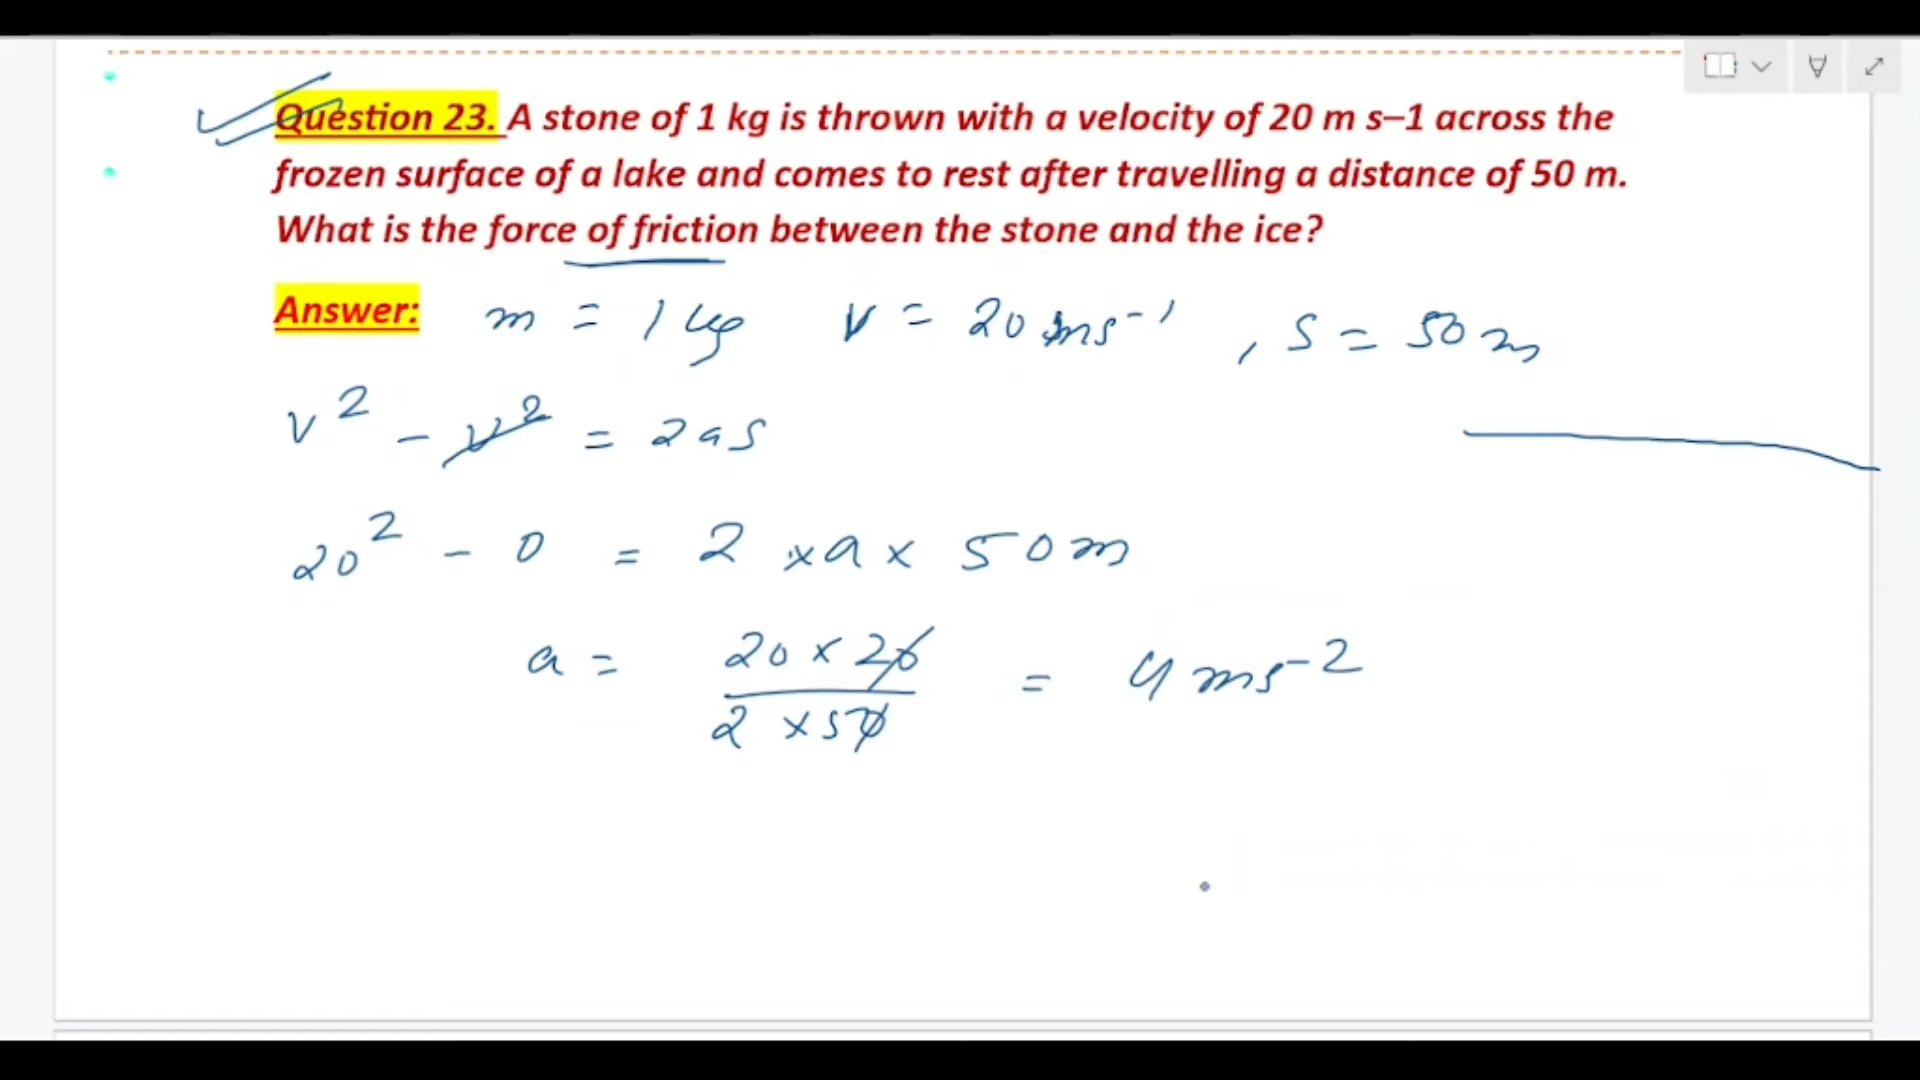 Question 23. A stone of 1 kg is thrown with a velocity of 20 m s–1 across the
frozen surface of a lake and comes to rest after travelling a distance of 50 m.
What is the force of friction between the stone and the ice?
Answer: m = 1 kg v = 20 ms⁻¹ , S = 50 m
v² - u² = 2as
20² - 0 = 2 × a × 50 m
a = 20 × 20 / 2 × 50 = 4 ms⁻²